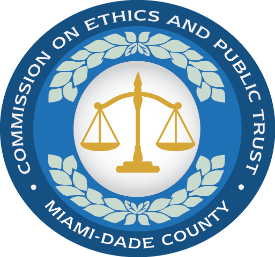 COMMISSION ON ETHICS AND PUBLIC TRUST
MIAMI-DADE COUNTY